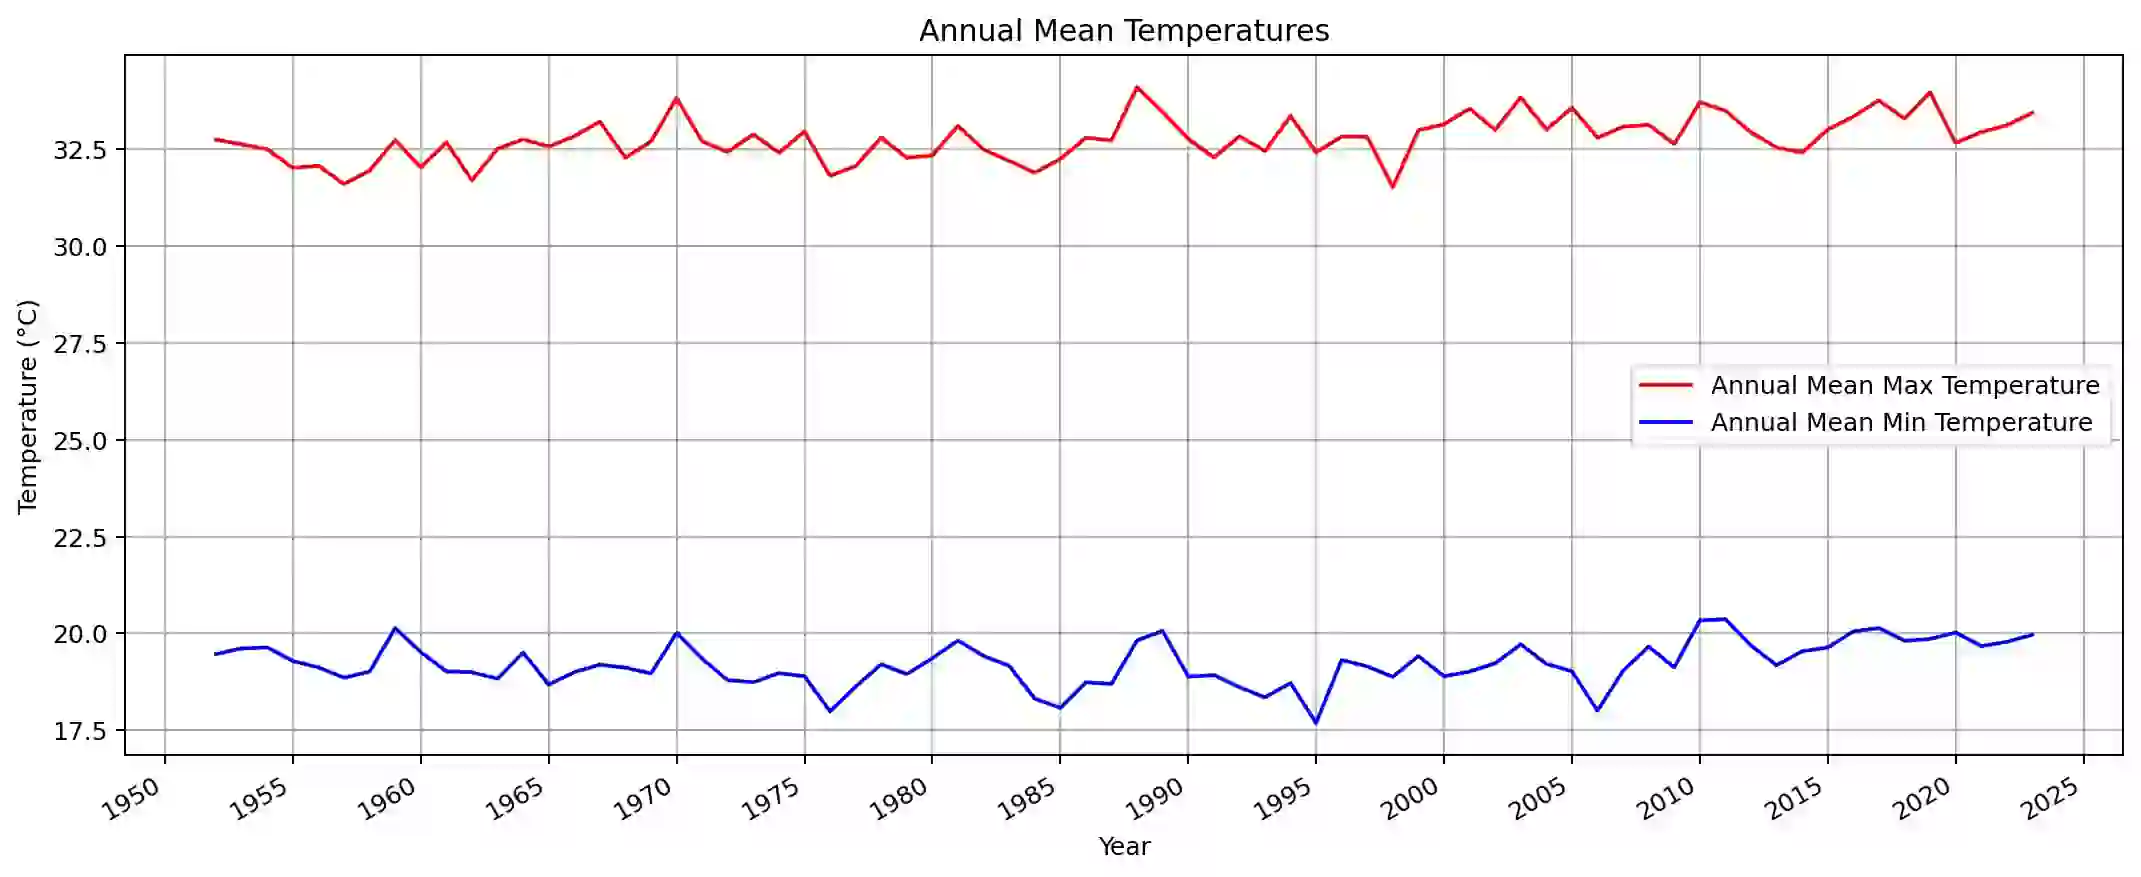 Annual Mean Temperatures
Temperature (°C)
32.5
30.0
27.5
25.0
22.5
20.0
17.5
Annual Mean Max Temperature
Annual Mean Min Temperature
1950 1955 1960 1965 1970 1975 1980 1985 1990 1995 2000 2005 2010 2015 2020 2025
Year